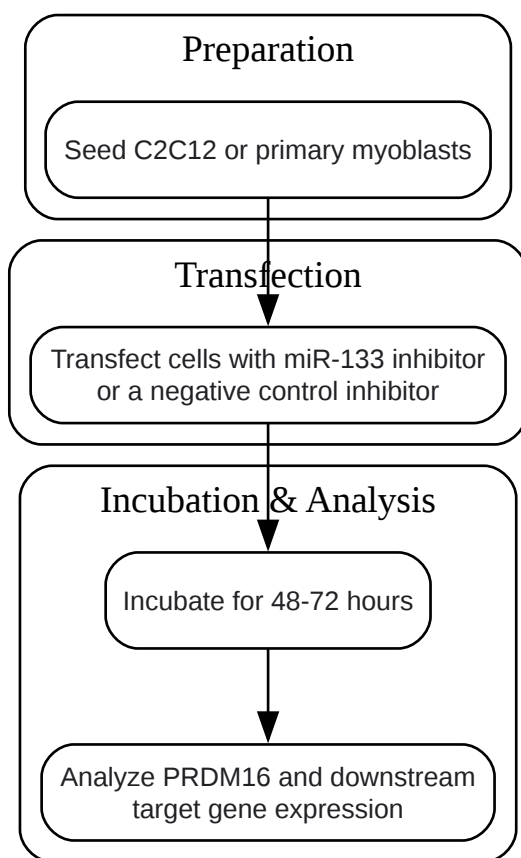 Preparation
Seed C2C12 or primary myoblasts
Transfection
Transfect cells with miR-133 inhibitor
or a negative control inhibitor
Incubation & Analysis
Incubate for 48-72 hours
Analyze PRDM16 and downstream
target gene expression